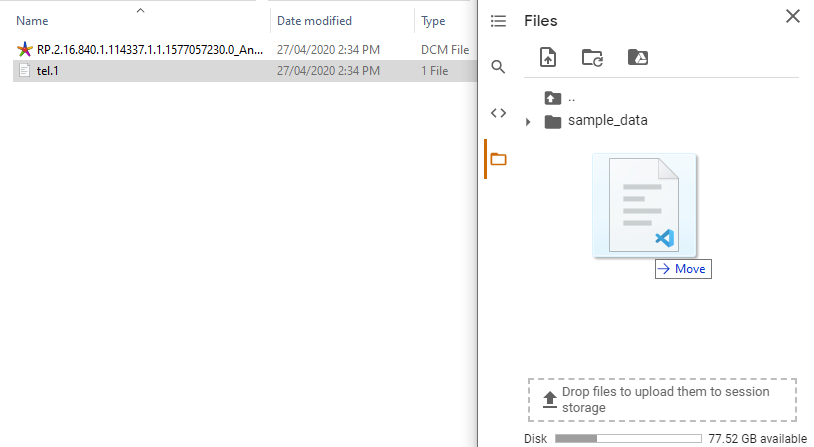 Name Date modified Type
RP.2.16.840.1.114337.1.1.1577057230.0_An... 27/04/2020 2:34 PM DCM File
tel.1 27/04/2020 2:34 PM 1 File
Files
..
sample_data
Move
Drop files to upload them to session
storage
Disk 77.52 GB available